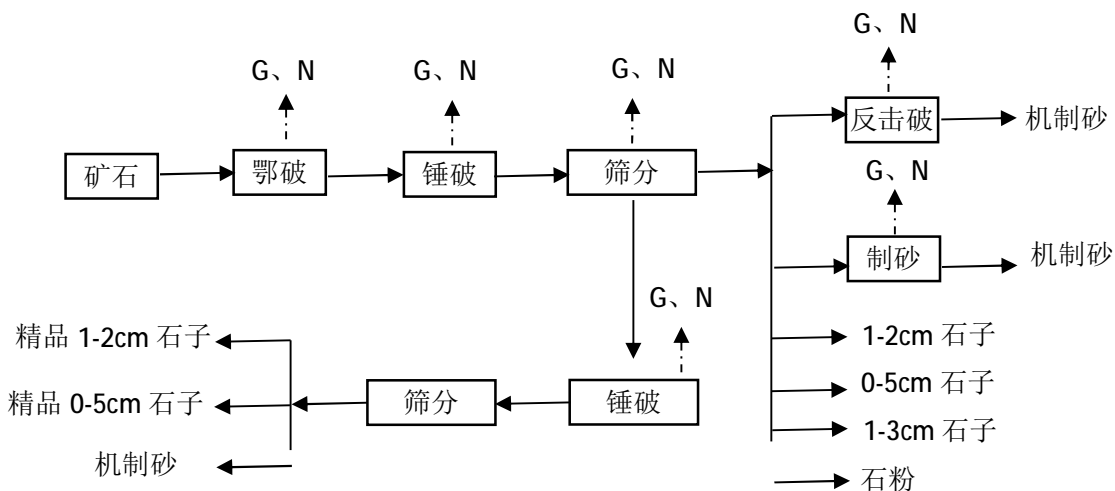 G、N
G、N
G、N
G、N
反击破
机制砂
矿石
鄂破
锤破
筛分
G、N
制砂
机制砂
G、N
精品 1-2cm 石子
1-2cm 石子
精品 0-5cm 石子
筛分
锤破
0-5cm 石子
1-3cm 石子
机制砂
石粉